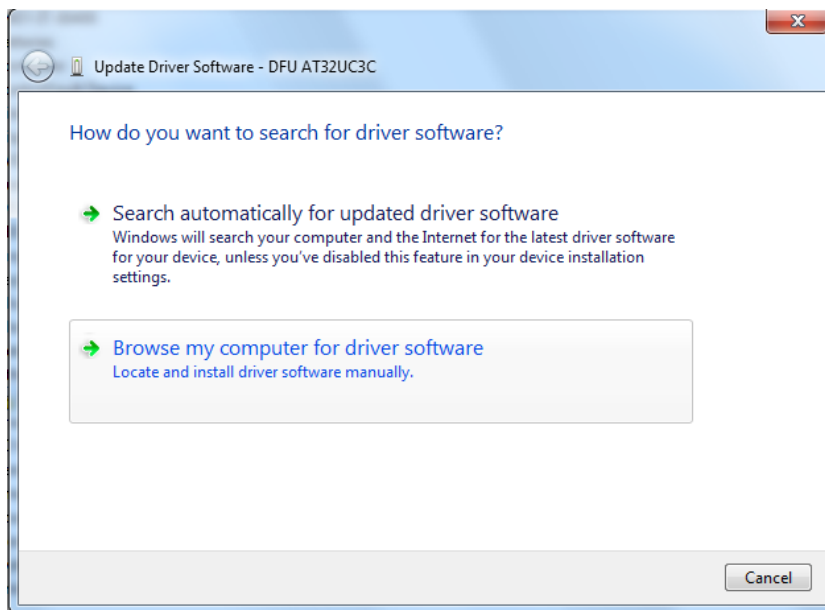 Update Driver Software - DFU AT32UC3C
How do you want to search for driver software?
Search automatically for updated driver software
Windows will search your computer and the Internet for the latest driver software
for your device, unless you've disabled this feature in your device installation
settings.
Browse my computer for driver software
Locate and install driver software manually.
Cancel